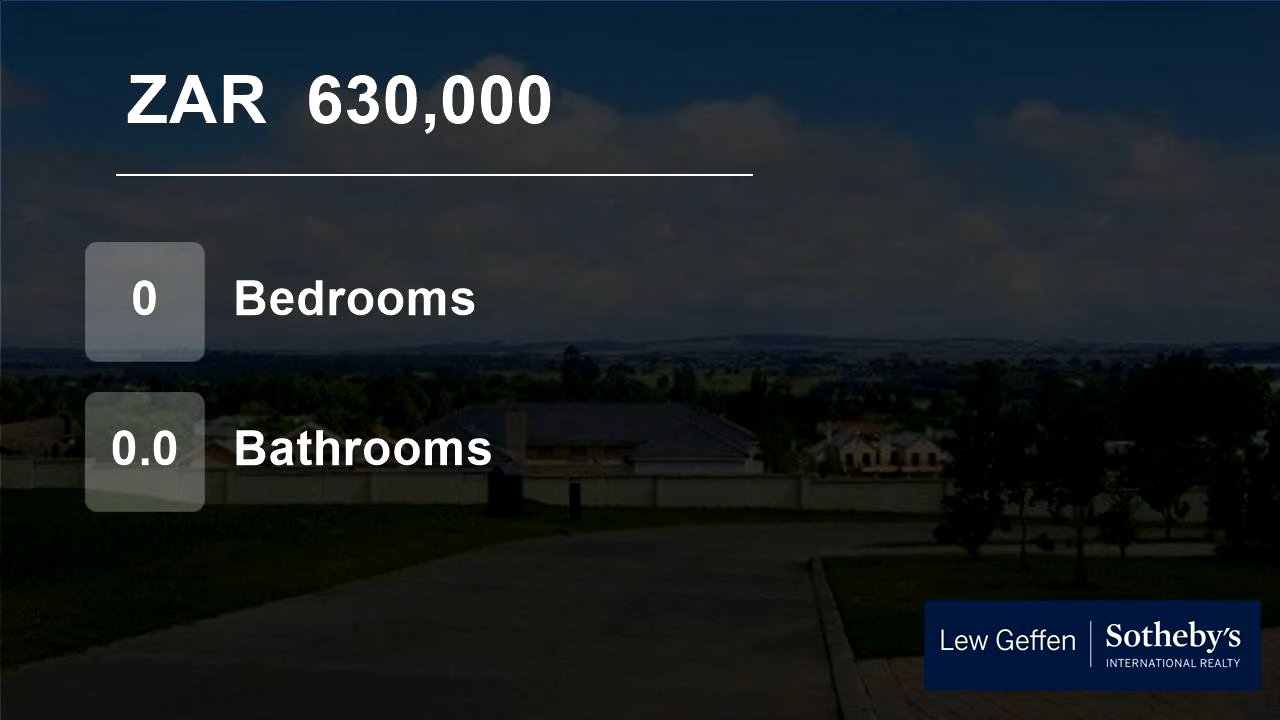 ZAR 630,000
0 Bedrooms
0.0 Bathrooms
Lew Geffen Sotheby's
INTERNATIONAL REALTY